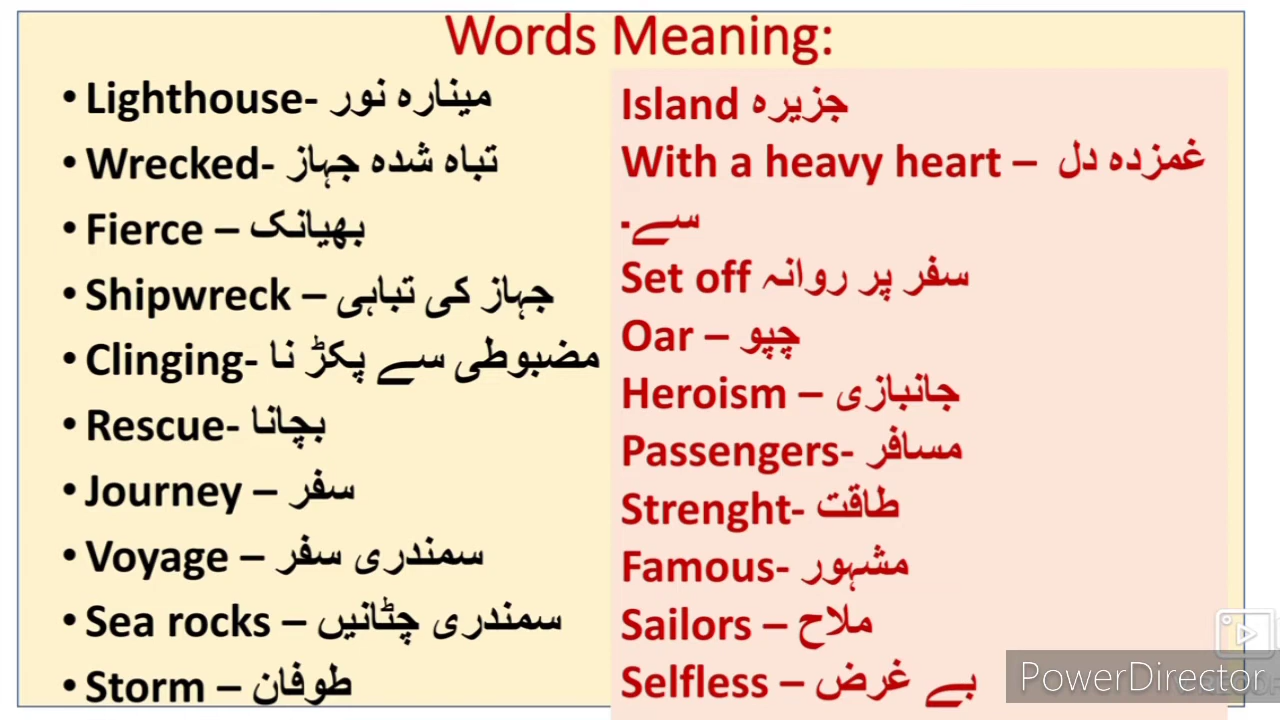 Words Meaning:
• Lighthouse- مینارہ نور
• Wrecked- تباہ شدہ جہاز
• Fierce – بھیانک
• Shipwreck – جہاز کی تباہی
• Clinging- مضبوطی سے پکڑ نا
• Rescue- بچانا
• Journey – سفر
• Voyage – سمندری سفر
• Sea rocks – سمندری چٹانیں
• Storm – طوفان
Island جزیرہ
With a heavy heart – غمزدہ دل
سے۔
Set off سفر پر روانہ
Oar – چپو
Heroism – جانبازی
Passengers- مسافر
Strenght- طاقت
Famous- مشہور
Sailors – ملاح
Selfless – بے غرض
PowerDirector